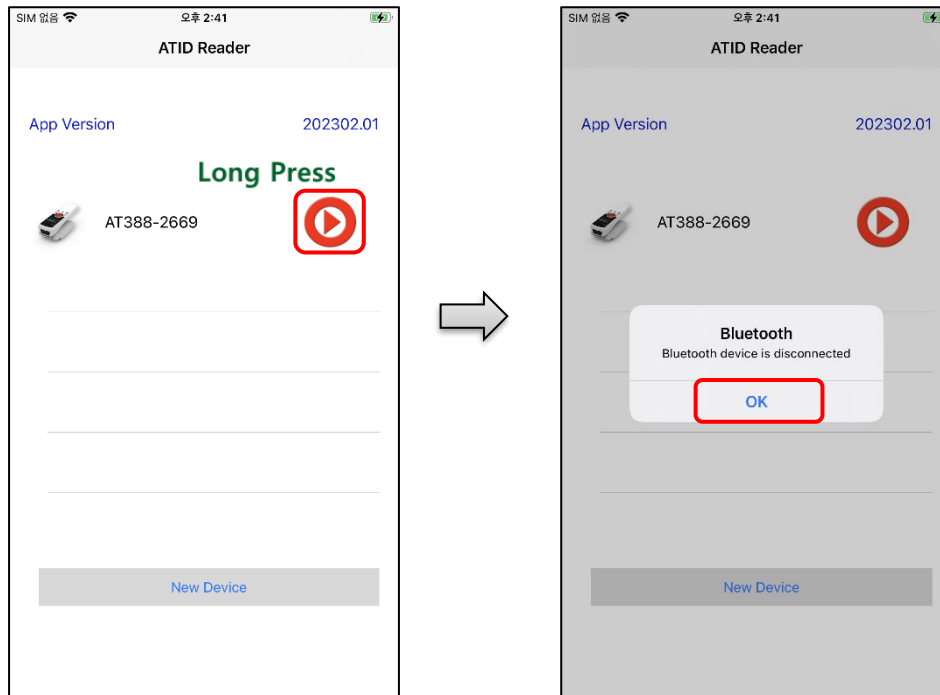 SIM 없음 오후 2:41
ATID Reader
App Version 202302.01
Long Press
AT388-2669
New Device
SIM 없음 오후 2:41
ATID Reader
App Version 202302.01
AT388-2669
Bluetooth
Bluetooth device is disconnected
OK
New Device